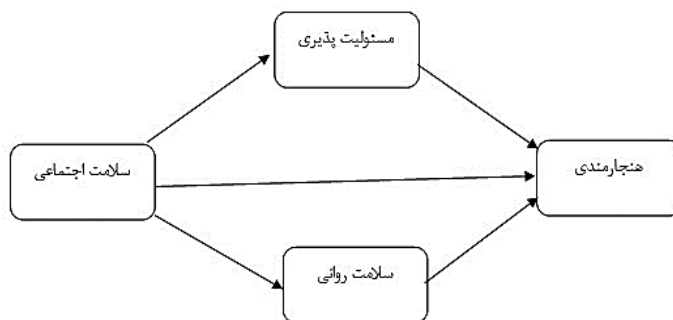 مسئولیت پذیری
هنجارمندی
سلامت اجتماعی
سلامت روانی